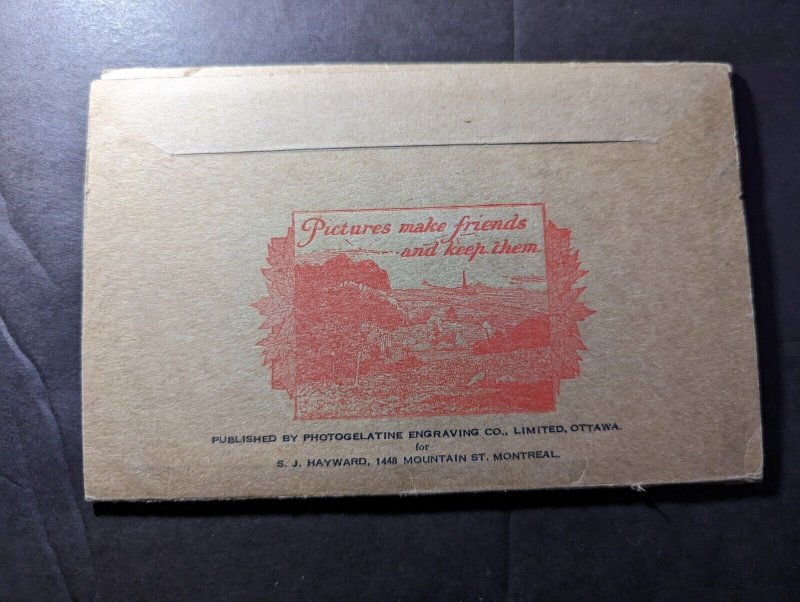 Pictures make friends
and keep them.
PUBLISHED BY PHOTOGELATINE ENGRAVING CO., LIMITED, OTTAWA.
for
S. J. HAYWARD, 1448 MOUNTAIN ST. MONTREAL.